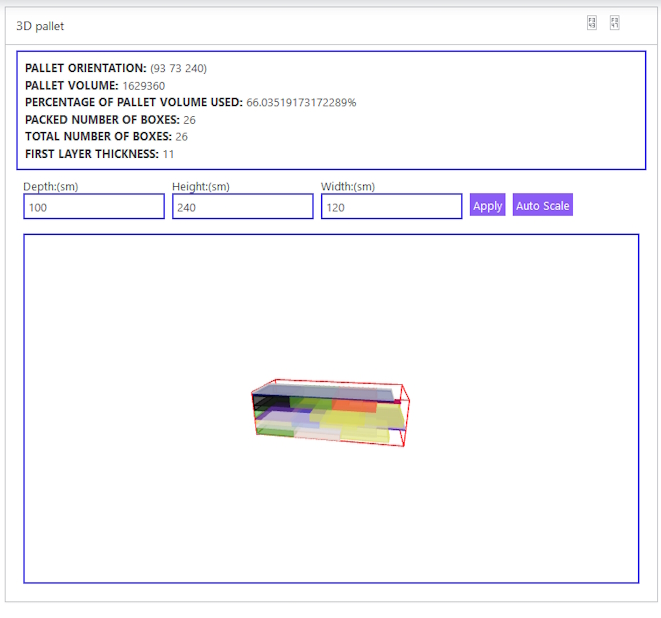 3D pallet
PALLET ORIENTATION: (93 73 240)
PALLET VOLUME: 1629360
PERCENTAGE OF PALLET VOLUME USED: 66.03519173172289%
PACKED NUMBER OF BOXES: 26
TOTAL NUMBER OF BOXES: 26
FIRST LAYER THICKNESS: 11
Depth:(sm) Height:(sm) Width:(sm)
100 240 120 Apply Auto Scale